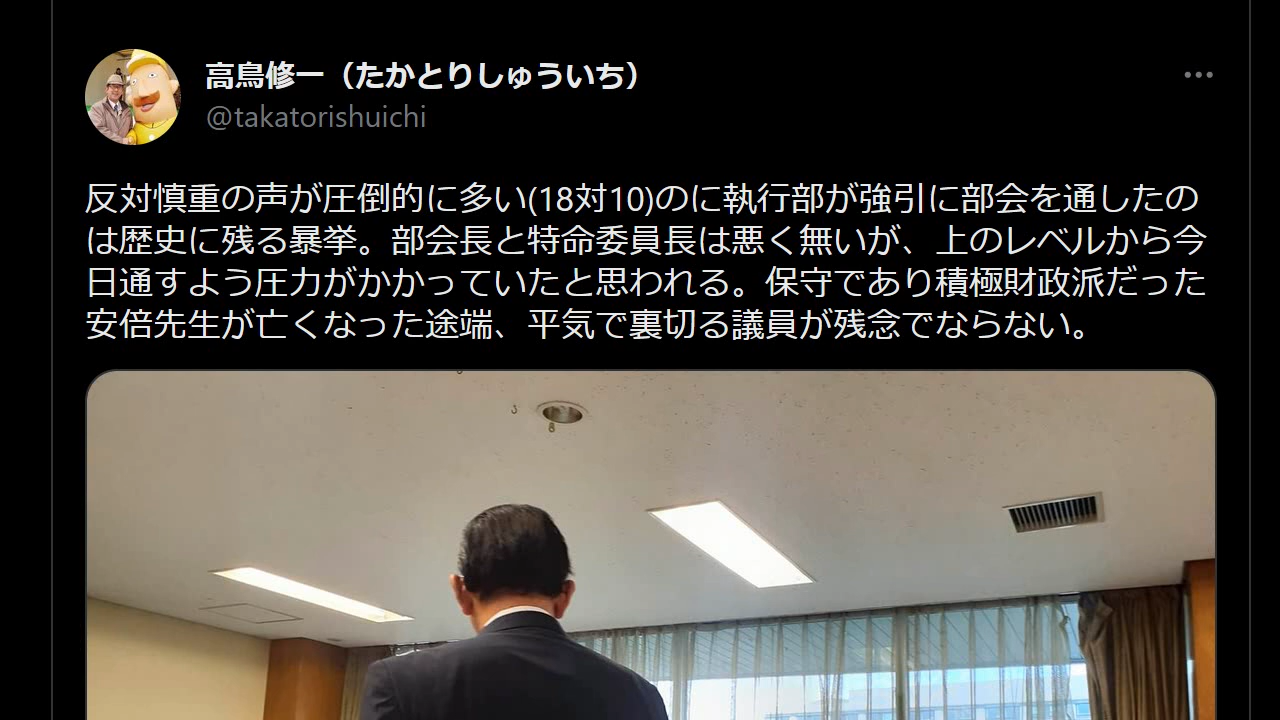 高鳥修一（たかとりしゅういち）
@takatorishuichi
反対慎重の声が圧倒的に多い(18対10)のに執行部が強引に部会を通したの
は歴史に残る暴挙。部会長と特命委員長は悪く無いが、上のレベルから今
日通すよう圧力がかかっていたと思われる。保守であり積極財政派だった
安倍先生が亡くなった途端、平気で裏切る議員が残念でならない。